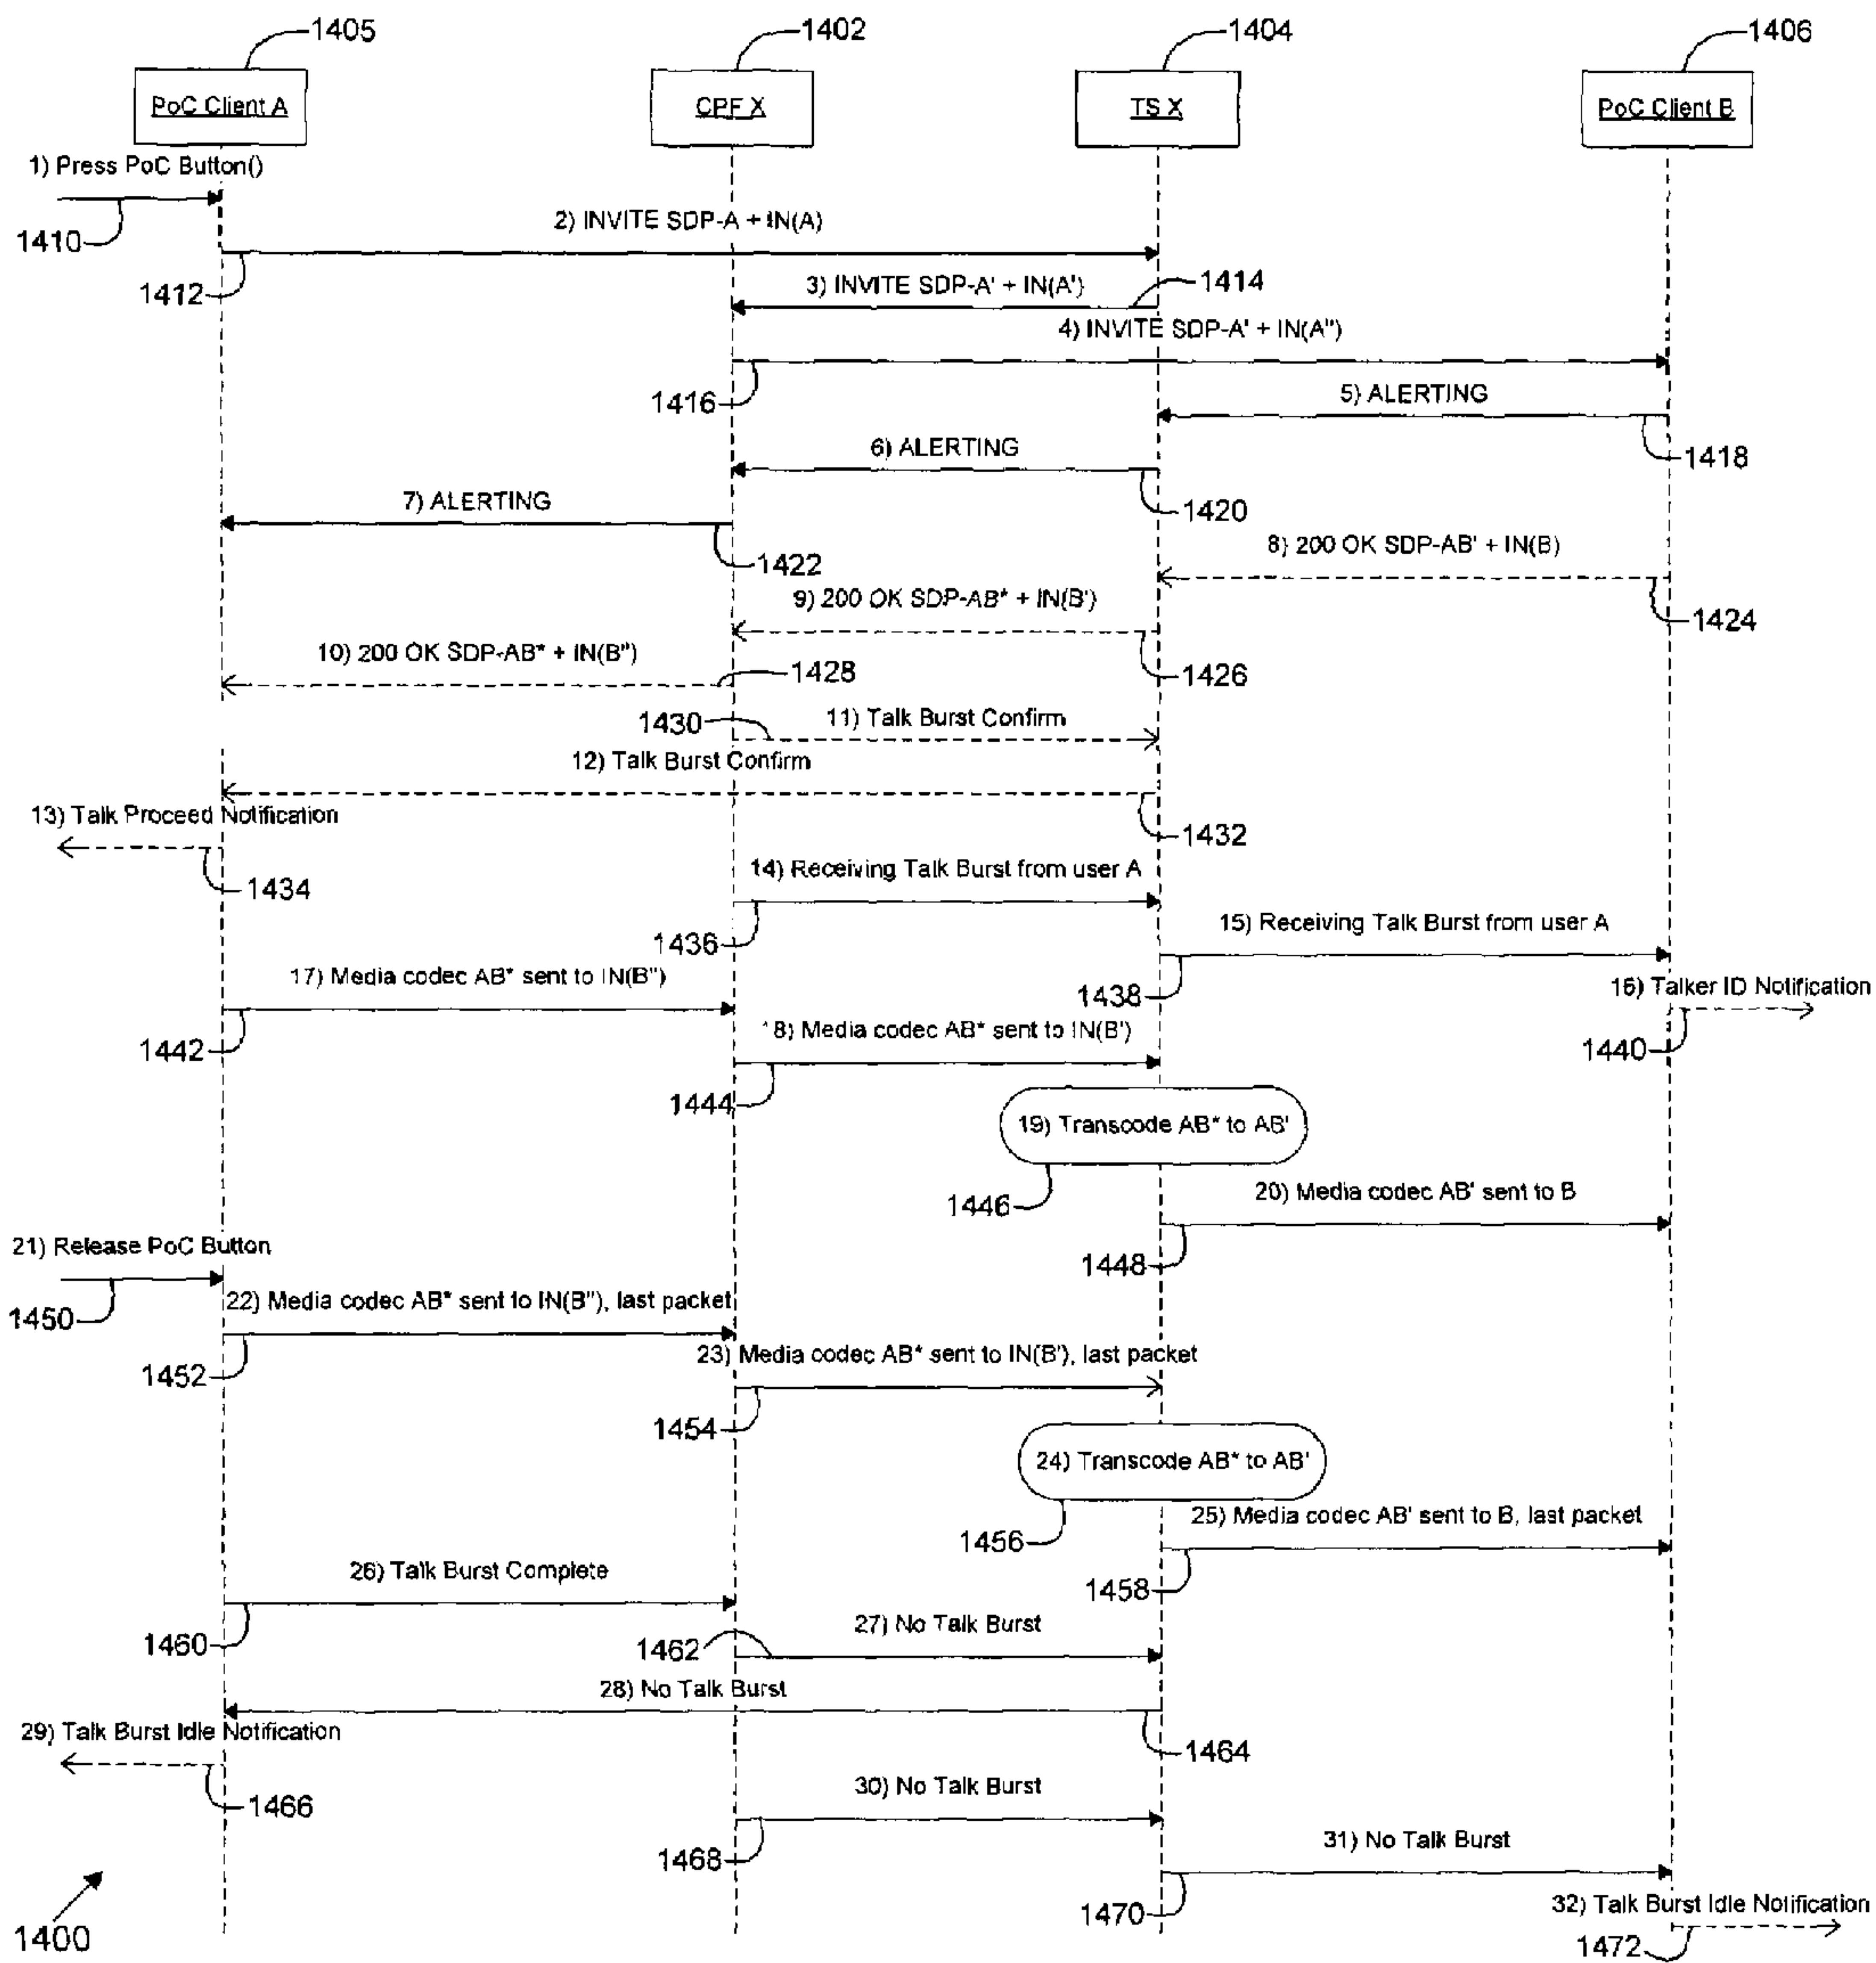 1405
1402
1404
1406
PoC Client A
CPF X
TS X
PoC Client B
1) Press PoC Button()
1410
2) INVITE SDP-A + IN(A)
1412
3) INVITE SDP-A' + IN(A')
1414
4) INVITE SDP-A' + IN(A'')
1416
5) ALERTING
1418
6) ALERTING
1420
7) ALERTING
1422
8) 200 OK SDP-AB' + IN(B)
1424
9) 200 OK SDP-AB* + IN(B')
1426
10) 200 OK SDP-AB* + IN(B'')
1428
1430
11) Talk Burst Confirm
12) Talk Burst Confirm
1432
13) Talk Proceed Notification
1434
14) Receiving Talk Burst from user A
1436
15) Receiving Talk Burst from user A
1438
16) Talker ID Notification
1440
17) Media codec AB* sent to IN(B'')
1442
18) Media codec AB* sent to IN(B')
1444
19) Transcode AB* to AB'
1446
20) Media codec AB' sent to B
1448
21) Release PoC Button
1450
22) Media codec AB* sent to IN(B''), last packet
1452
23) Media codec AB* sent to IN(B'), last packet
1454
24) Transcode AB* to AB'
1456
25) Media codec AB' sent to B, last packet
1458
26) Talk Burst Complete
1460
27) No Talk Burst
1462
28) No Talk Burst
1464
29) Talk Burst Idle Notification
1466
30) No Talk Burst
1468
31) No Talk Burst
1470
32) Talk Burst Idle Notification
1472
1400